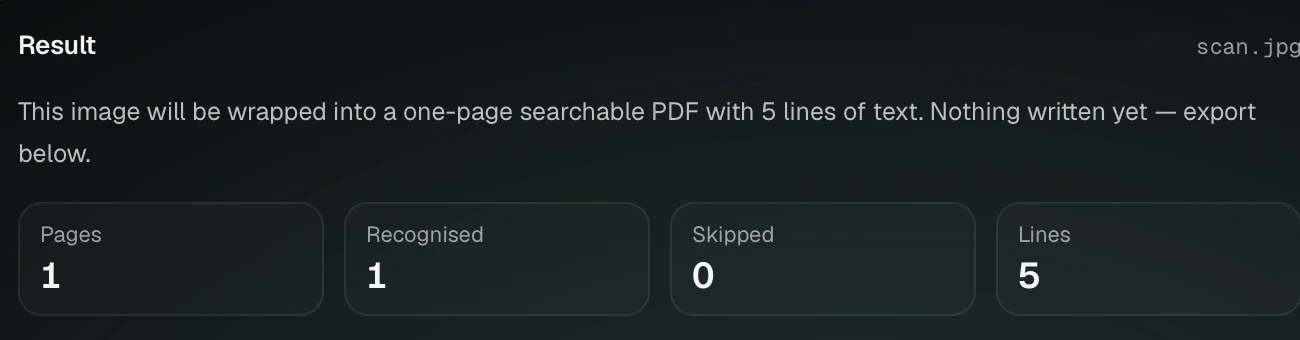 Result
scan.jpg
This image will be wrapped into a one-page searchable PDF with 5 lines of text. Nothing written yet — export
below.
Pages
Recognised
Skipped
Lines
1
1
0
5